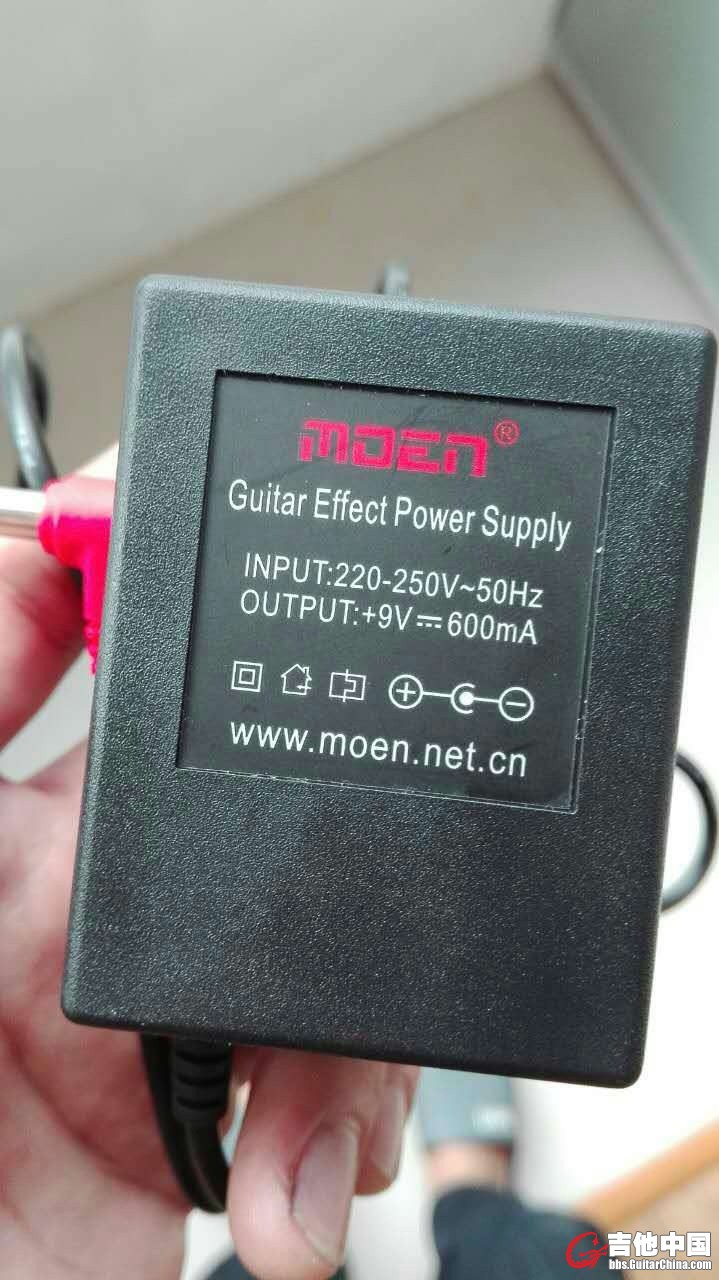 MOEN®
Guitar Effect Power Supply
INPUT:220-250V~50Hz
OUTPUT:+9V⎓600mA
www.moen.net.cn
吉他中国
bbs.GuitarChina.com